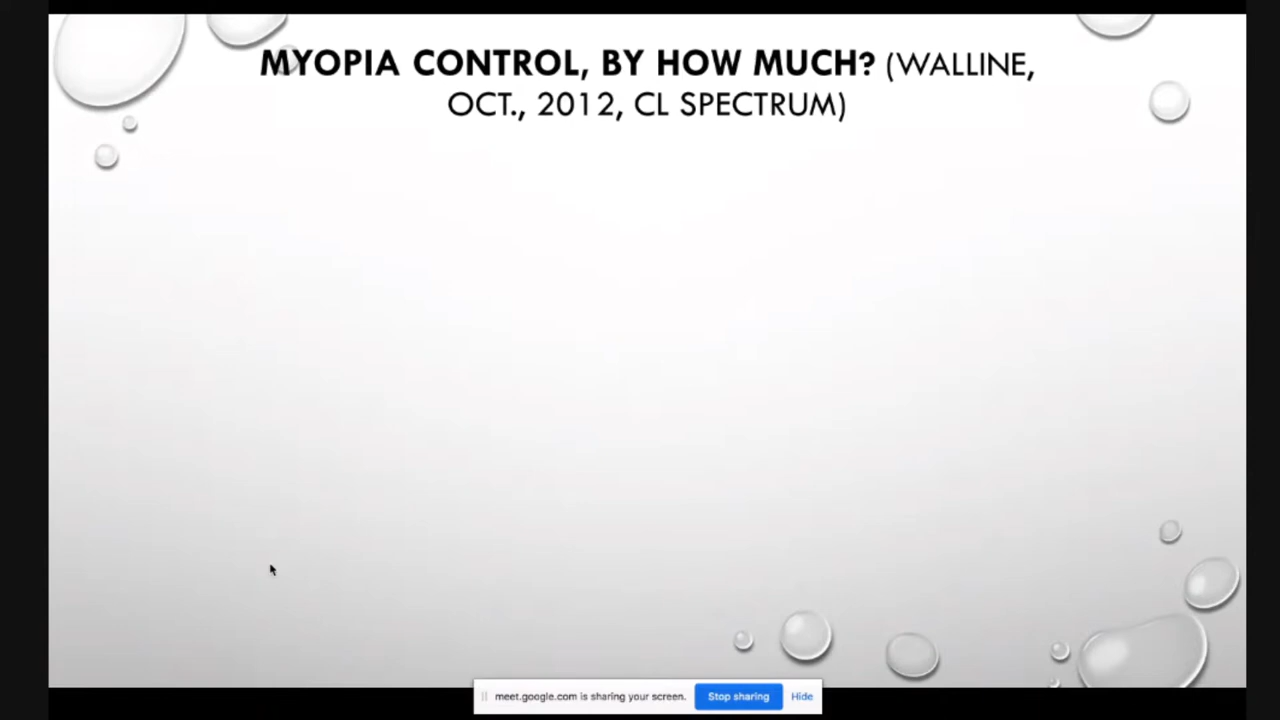 MYOPIA CONTROL, BY HOW MUCH? (WALLINE,
OCT., 2012, CL SPECTRUM)
meet.google.com is sharing your screen. Stop sharing Hide